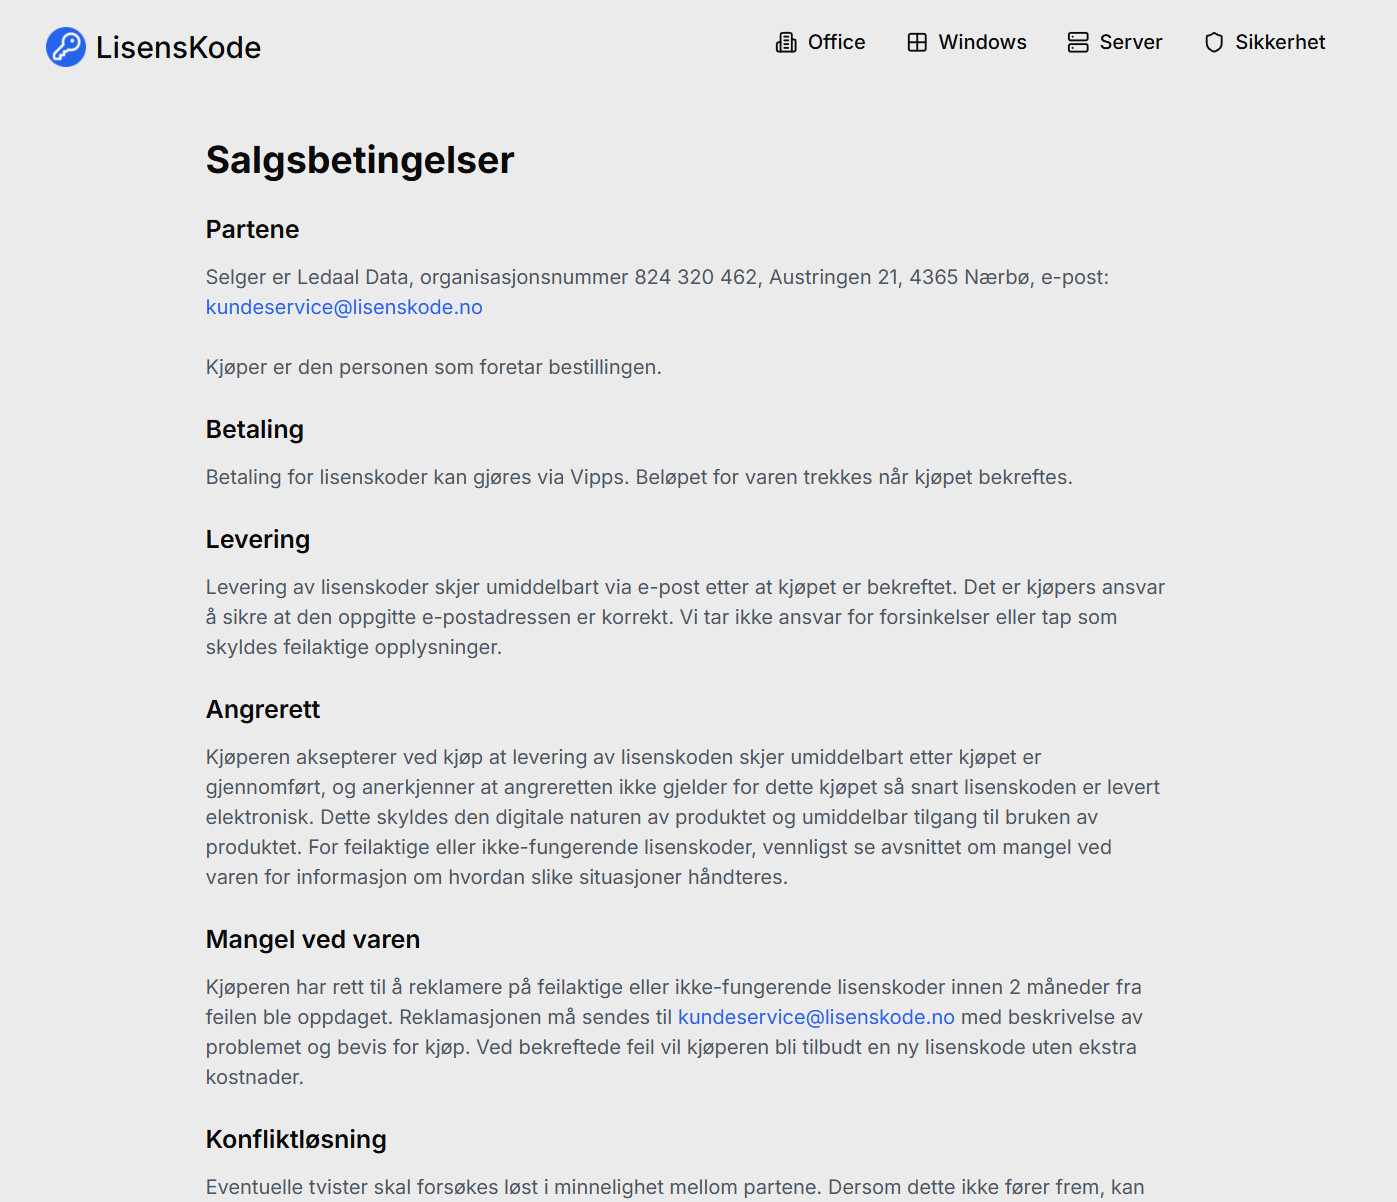 LisensKode
Office
Windows
Server
Sikkerhet
Salgsbetingelser
Partene
Selger er Ledaal Data, organisasjonsnummer 824 320 462, Austringen 21, 4365 Nærbø, e-post:
kundeservice@lisenskode.no
Kjøper er den personen som foretar bestillingen.
Betaling
Betaling for lisenskoder kan gjøres via Vipps. Beløpet for varen trekkes når kjøpet bekreftes.
Levering
Levering av lisenskoder skjer umiddelbart via e-post etter at kjøpet er bekreftet. Det er kjøpers ansvar
å sikre at den oppgitte e-postadressen er korrekt. Vi tar ikke ansvar for forsinkelser eller tap som
skyldes feilaktige opplysninger.
Angrerett
Kjøperen aksepterer ved kjøp at levering av lisenskoden skjer umiddelbart etter kjøpet er
gjennomført, og anerkjenner at angreretten ikke gjelder for dette kjøpet så snart lisenskoden er levert
elektronisk. Dette skyldes den digitale naturen av produktet og umiddelbar tilgang til bruken av
produktet. For feilaktige eller ikke-fungerende lisenskoder, vennligst se avsnittet om mangel ved
varen for informasjon om hvordan slike situasjoner håndteres.
Mangel ved varen
Kjøperen har rett til å reklamere på feilaktige eller ikke-fungerende lisenskoder innen 2 måneder fra
feilen ble oppdaget. Reklamasjonen må sendes til kundeservice@lisenskode.no med beskrivelse av
problemet og bevis for kjøp. Ved bekreftede feil vil kjøperen bli tilbudt en ny lisenskode uten ekstra
kostnader.
Konfliktløsning
Eventuelle tvister skal forsøkes løst i minnelighet mellom partene. Dersom dette ikke fører frem, kan